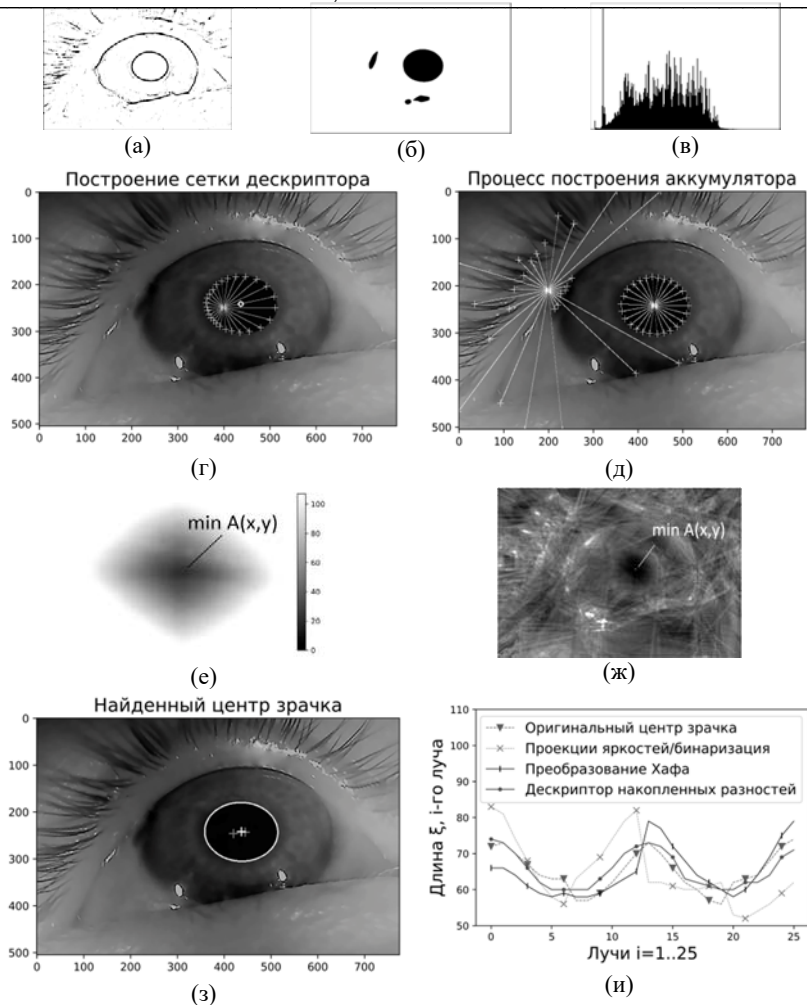 (а) (б) (в)
Построение сетки дескриптора
Процесс построения аккумулятора
0
100
200
300
400
500
0 100 200 300 400 500 600 700
(г)
0
100
200
300
400
500
0 100 200 300 400 500 600 700
(д)
min A(x,y)
100
80
60
40
20
0
(е)
min A(x,y)
(ж)
Найденный центр зрачка
0
100
200
300
400
500
0 100 200 300 400 500 600 700
(з)
110
100
90
80
70
60
50
Длина ξ, i-го луча
Оригинальный центр зрачка
Проекции яркостей/бинаризация
Преобразование Хафа
Дескриптор накопленных разностей
0 5 10 15 20 25
Лучи i=1..25
(и)